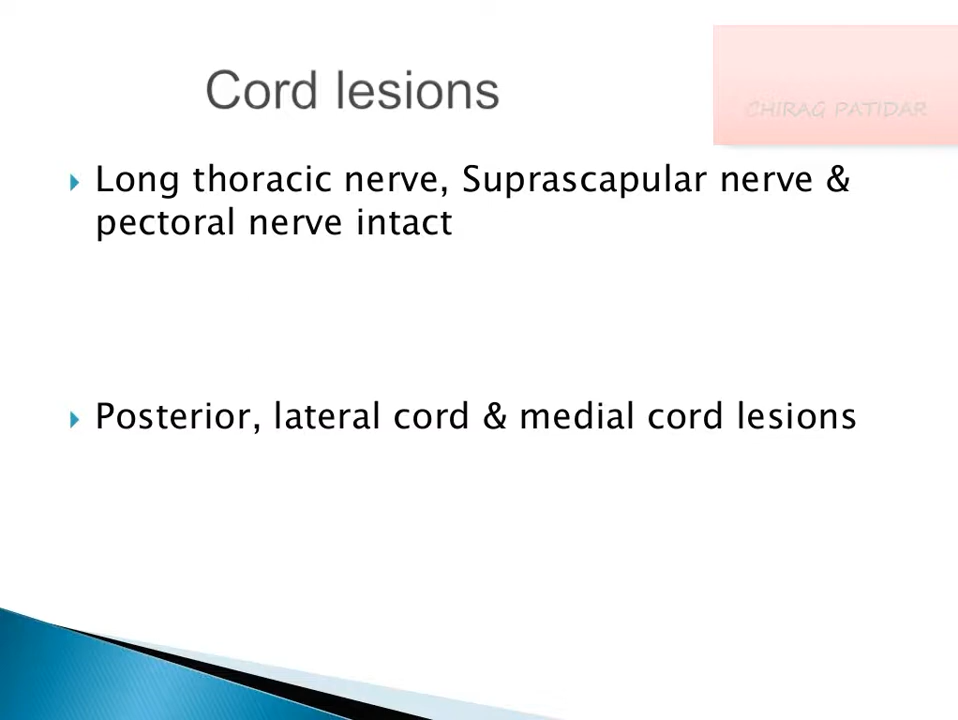 Cord lesions
CHIRAG PATIDAR
Long thoracic nerve, Suprascapular nerve &
pectoral nerve intact
Posterior, lateral cord & medial cord lesions